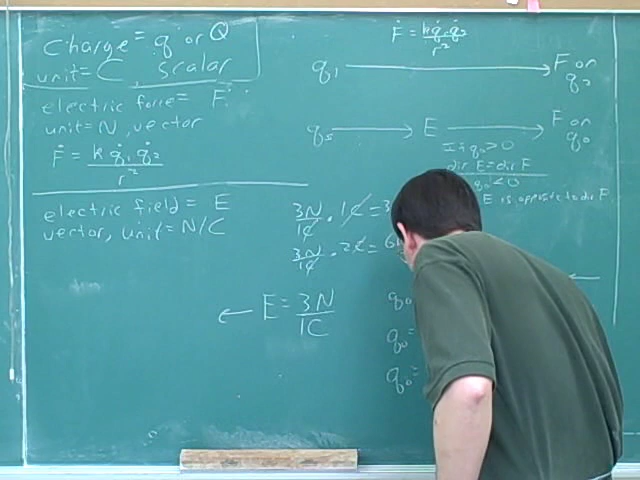 charge = q or Q
unit = C, scalar
electric force = F
unit = N, vector
F = k q₁ q₂ / r²
electric field = E
vector, unit = N/C
F = k q₁ q₂ / r²
q₁ → F on q₂
qₛ → E → F on q₀
If q₀ > 0
dir E = dir F
q₀ < 0
E is opposite to dir F
3N/1C · 1C = 3
3N/1C · 2C = 6
← E = 3N/1C
←
q₀
q₀ =
q₀ =